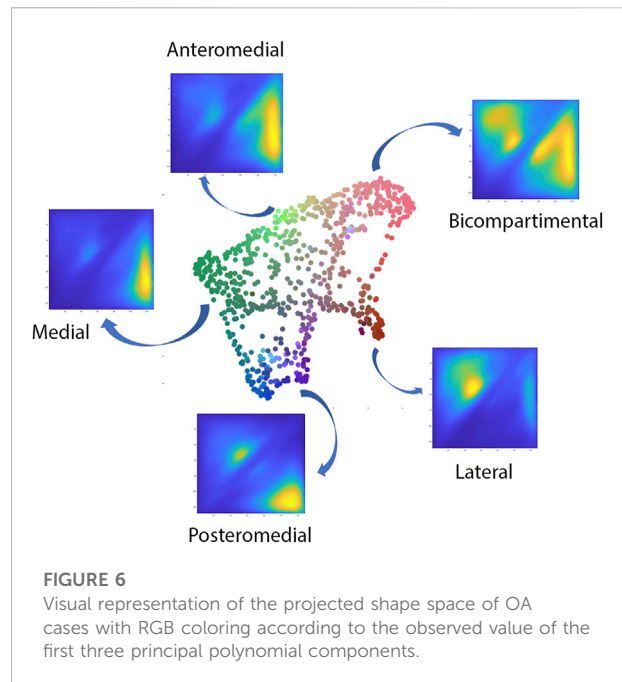 Anteromedial
Bicompartimental
Medial
Lateral
Posteromedial
FIGURE 6
Visual representation of the projected shape space of OA
cases with RGB coloring according to the observed value of the
first three principal polynomial components.